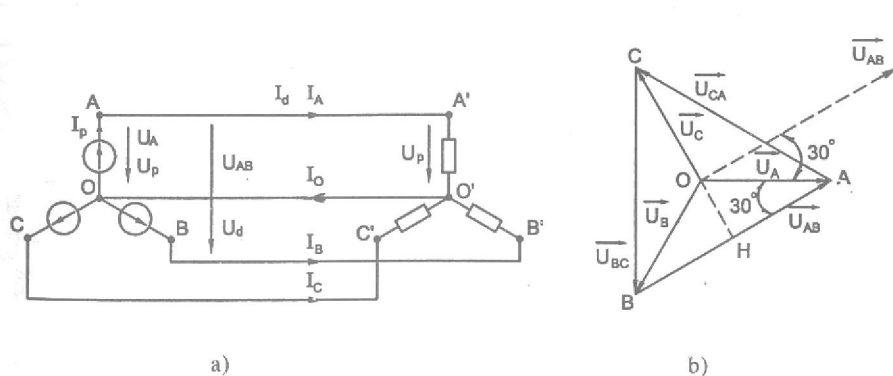 A
I_d I_A
A'
I_p
U_A
U_p
U_AB
U_p
O
I_O
O'
C
B
U_d
I_B
C'
B'
I_C
a)
C
U_AB
U_CA
U_C
30°
U_A
O
A
30°
U_B
U_AB
U_BC
H
B
b)